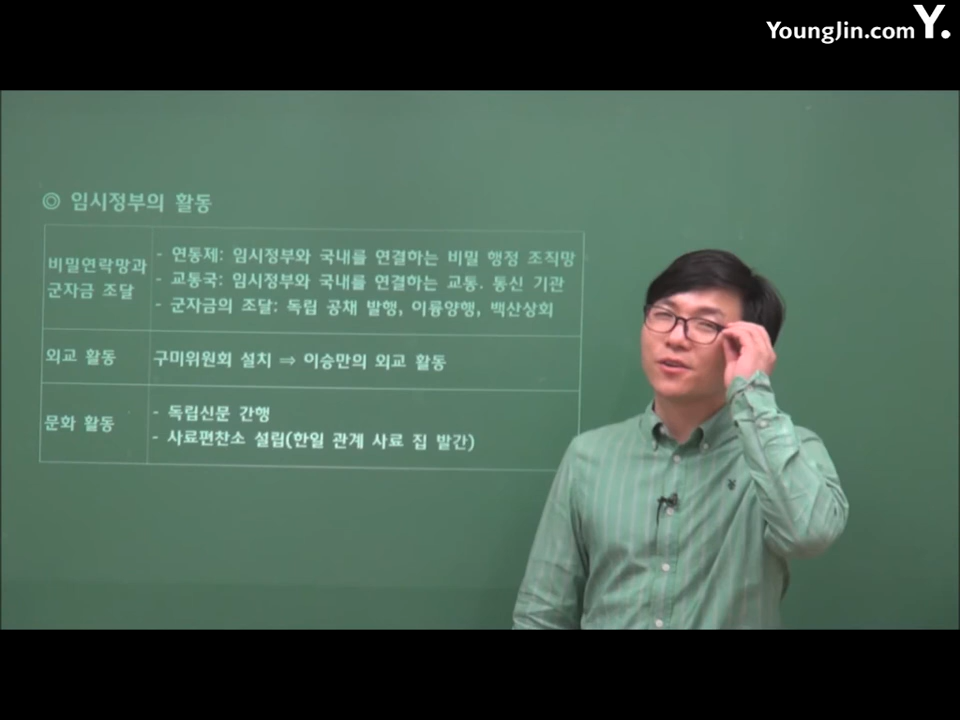 YoungJin.com Y.
◎ 임시정부의 활동
비밀연락망과
군자금 조달
- 연통제: 임시정부와 국내를 연결하는 비밀 행정 조직망
- 교통국: 임시정부와 국내를 연결하는 교통. 통신 기관
- 군자금의 조달: 독립 공채 발행, 이륭양행, 백산상회
외교 활동
구미위원회 설치 ⇒ 이승만의 외교 활동
문화 활동
- 독립신문 간행
- 사료편찬소 설립(한일 관계 사료 집 발간)